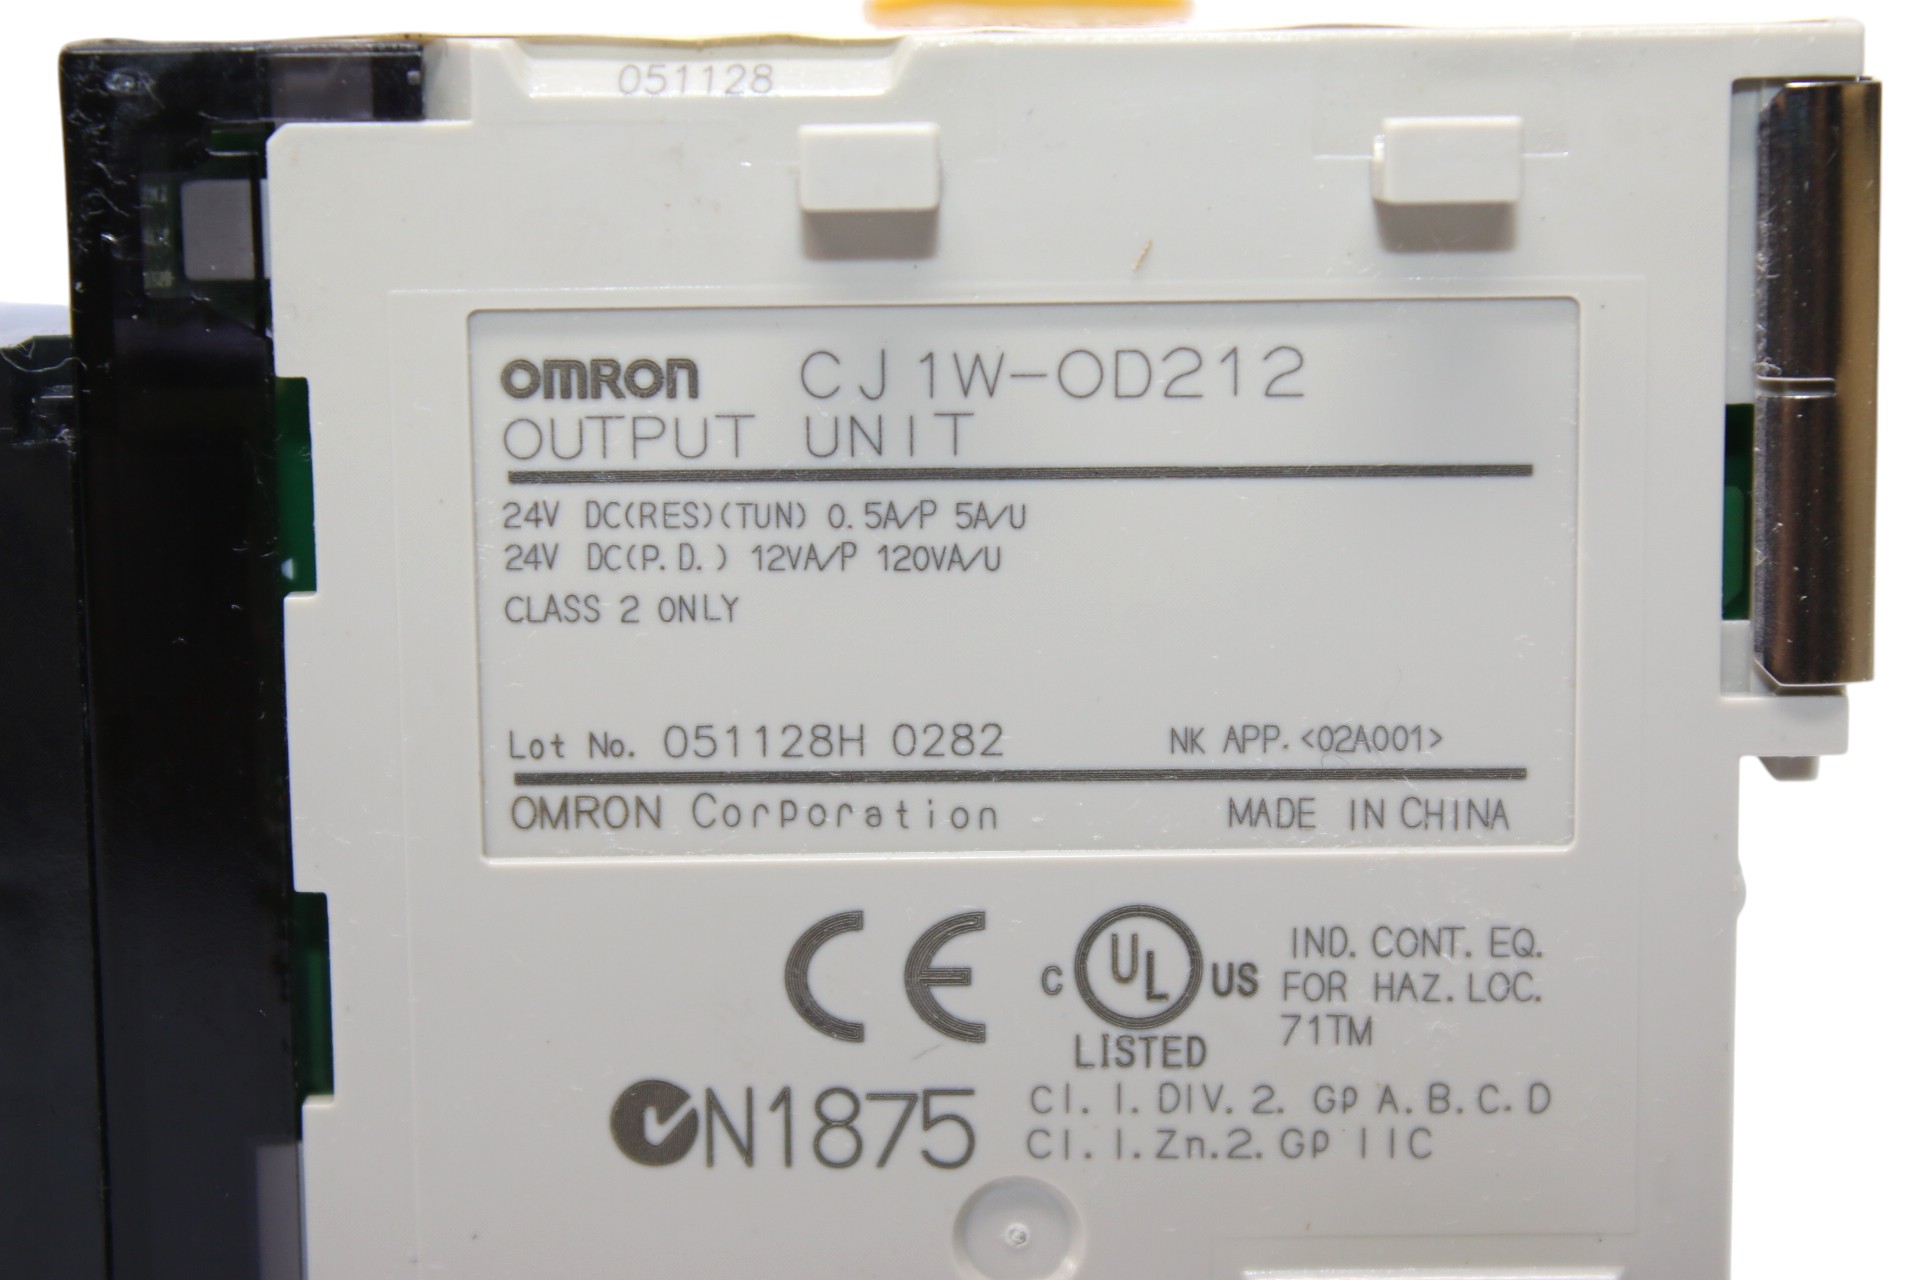 051128
OMRON CJ1W-OD212
OUTPUT UNIT
24V DC(RES)(TUN) 0.5A/P 5A/U
24V DC(P.D.) 12VA/P 120VA/U
CLASS 2 ONLY
Lot No. 051128H 0282 NK APP.<02A001>
OMRON Corporation MADE IN CHINA
CE
C UL US IND. CONT. EQ.
FOR HAZ. LOC.
LISTED 71TM
N1875
Cl. I. DIV. 2. Gp A. B. C. D
Cl. I. Zn. 2. Gp IIC